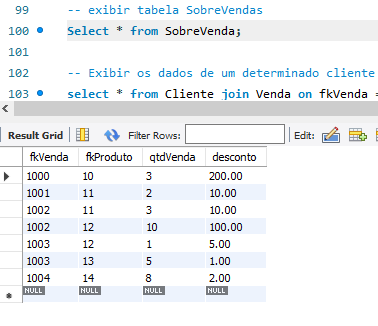 99 -- exibir tabela SobreVendas
100 Select * from SobreVenda;
101
102 -- Exibir os dados de um determinado cliente
103 select * from Cliente join Venda on fkVenda =
Result Grid Filter Rows: Edit:
fkVenda fkProduto qtdVenda desconto
1000 10 3 200.00
1001 11 2 10.00
1002 11 3 10.00
1002 12 10 100.00
1003 12 1 5.00
1003 13 5 1.00
1004 14 8 2.00
NULL NULL NULL NULL